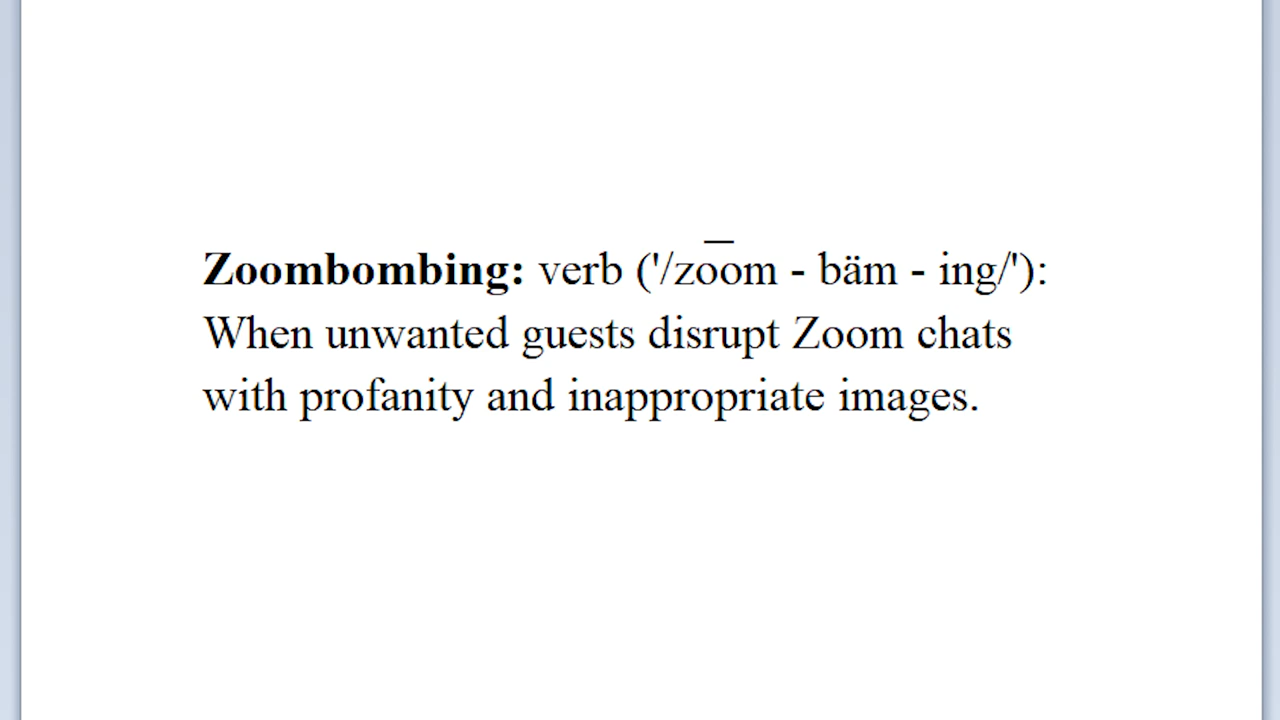 Zoombombing: verb ('/zo͞om - bäm - ing/'):
When unwanted guests disrupt Zoom chats
with profanity and inappropriate images.